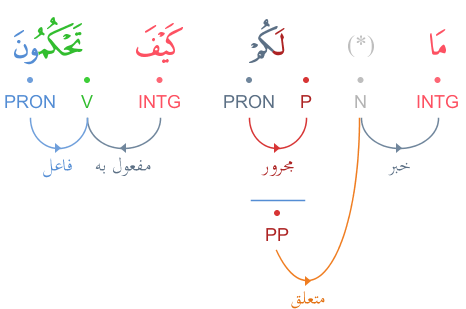 مَا (*) لَكُمْ كَيْفَ تَحْكُمُونَ
INTG N P PRON INTG V PRON
خبر مجرور مفعول به فاعل
PP
متعلق